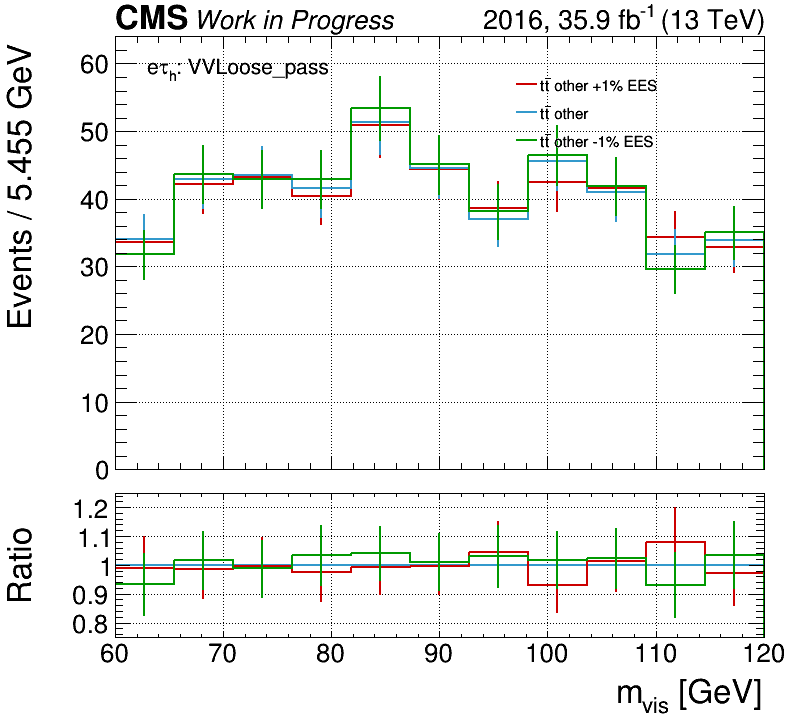 CMS Work in Progress 2016, 35.9 fb⁻¹ (13 TeV)
eτₕ: VVLoose_pass
tt̄ other +1% EES
tt̄ other
tt̄ other -1% EES
Events / 5.455 GeV
60
50
40
30
20
10
0
Ratio
1.2
1.1
1
0.9
0.8
60 70 80 90 100 110 120
m_vis [GeV]